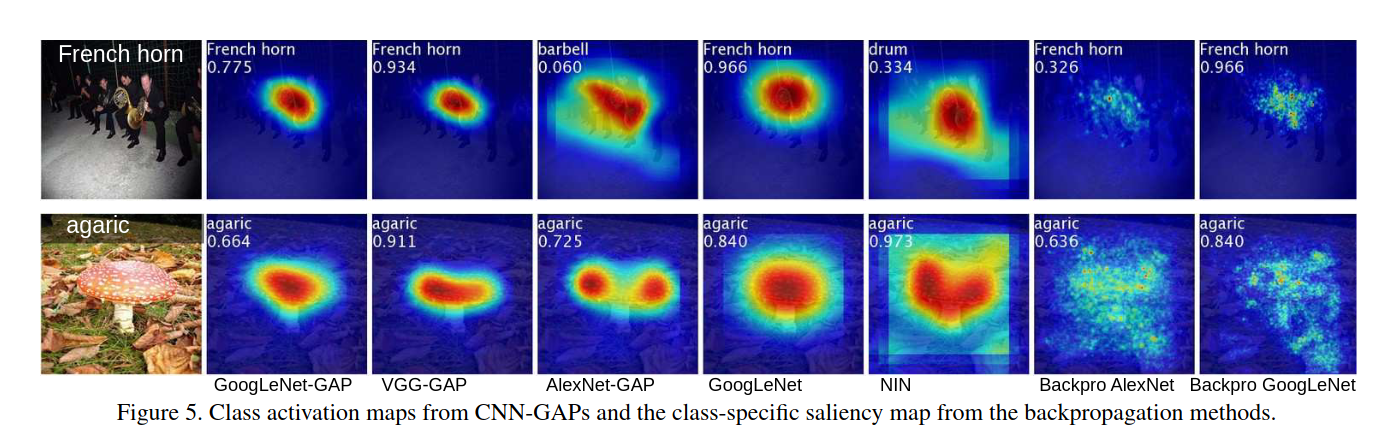 French horn
French horn
0.775
French horn
0.934
barbell
0.060
French horn
0.966
drum
0.334
French horn
0.326
French horn
0.966
agaric
agaric
0.664
agaric
0.911
agaric
0.725
agaric
0.840
agaric
0.973
agaric
0.636
agaric
0.840
GoogLeNet-GAP
VGG-GAP
AlexNet-GAP
GoogLeNet
NIN
Backpro AlexNet
Backpro GoogLeNet
Figure 5. Class activation maps from CNN-GAPs and the class-specific saliency map from the backpropagation methods.